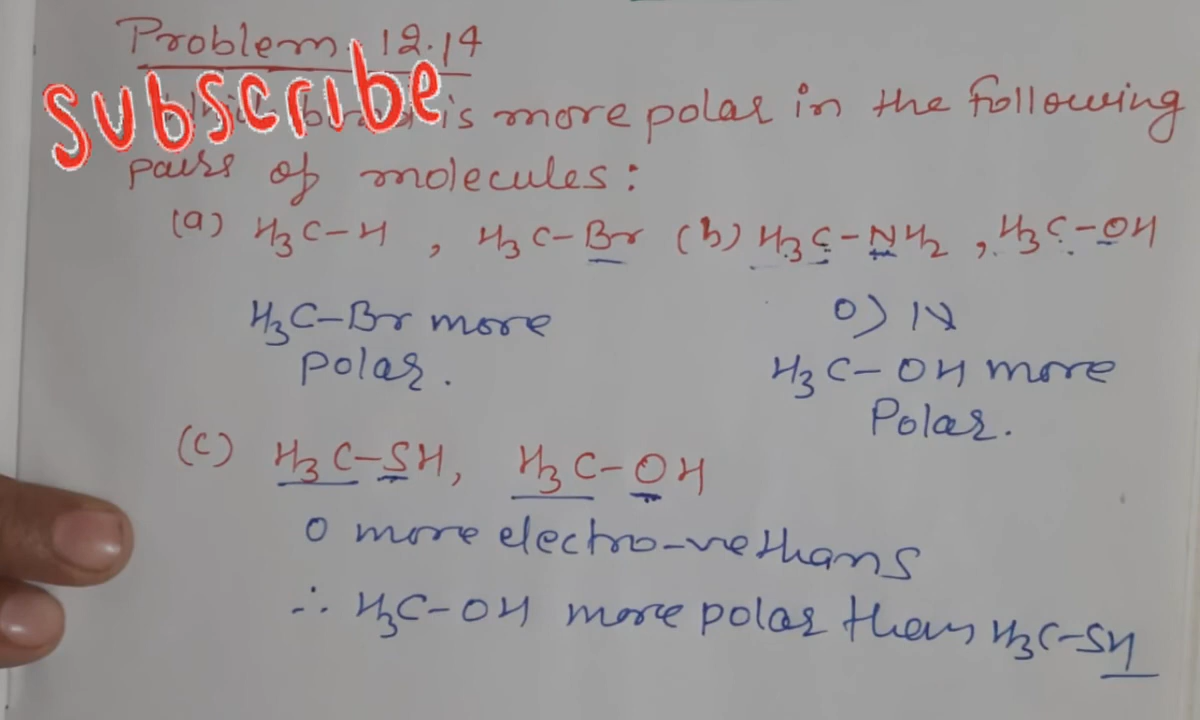 Problem 12.14
subscribe
is more polar in the following
pairs of molecules:
(a) H3C-H , H3C-Br (b) H3C-NH2 , H3C-OH
H3C-Br more
polar.
O > N
H3C-OH more
Polar.
(c) H3C-SH, H3C-OH
O more electro-ve than S
∴ H3C-OH more polar than H3C-SH